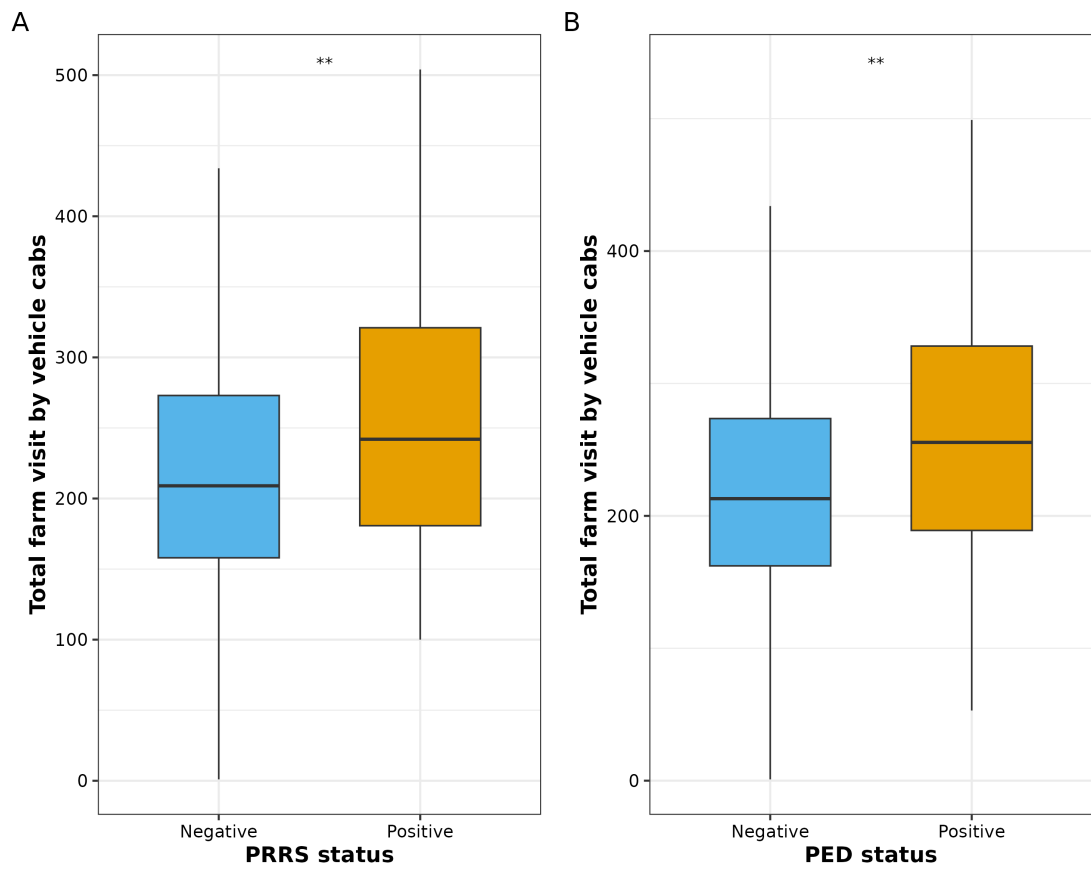 A
Total farm visit by vehicle cabs
500
400
300
200
100
0
**
Negative
Positive
PRRS status
B
Total farm visit by vehicle cabs
400
200
0
**
Negative
Positive
PED status